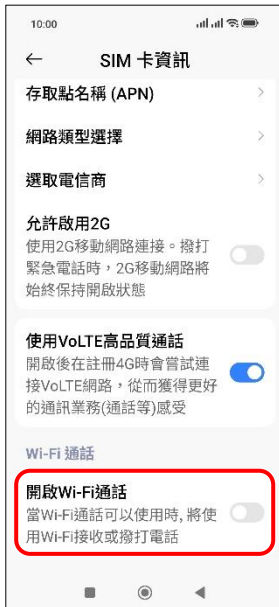 10:00
SIM 卡資訊
存取點名稱 (APN)
網路類型選擇
選取電信商
允許啟用2G
使用2G移動網路連接。撥打
緊急電話時，2G移動網路將
始終保持開啟狀態
使用VoLTE高品質通話
開啟後在註冊4G時會嘗試連
接VoLTE網路，從而獲得更好
的通訊業務(通話等)感受
Wi-Fi 通話
開啟Wi-Fi通話
當Wi-Fi通話可以使用時, 將使
用Wi-Fi接收或撥打電話